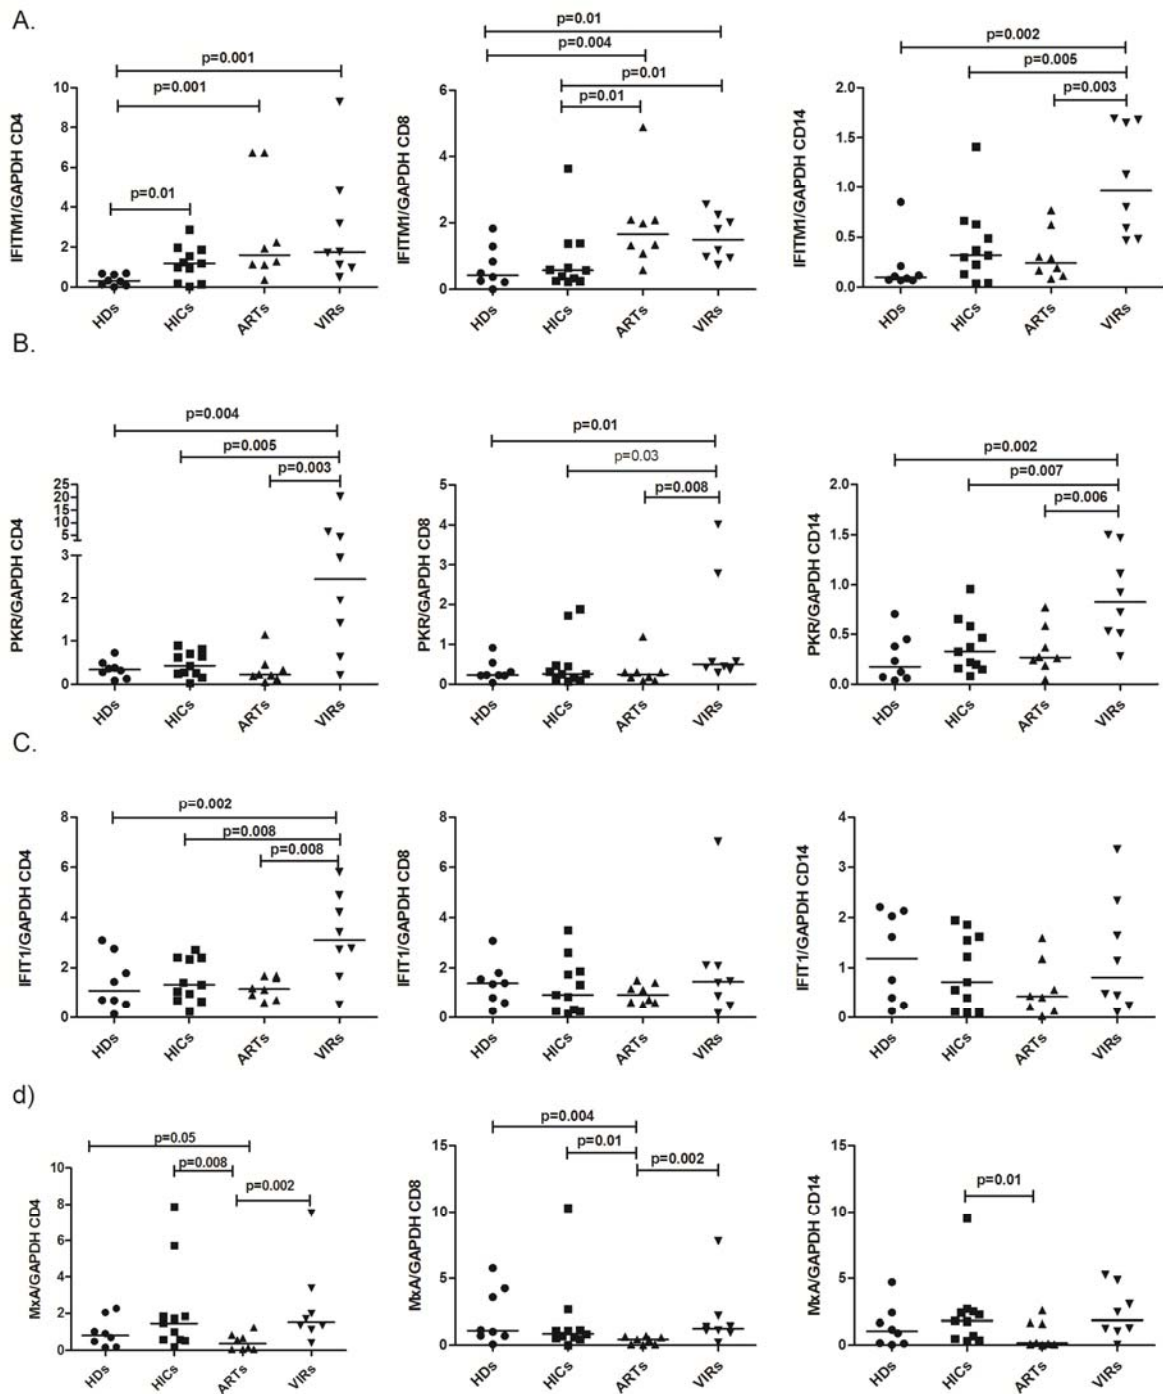 A.
p=0.001
p=0.001
p=0.01
IFITM1/GAPDH CD4
10
8
6
4
2
0
HDs HICs ARTs VIRs
p=0.01
p=0.004
p=0.01
p=0.01
IFITM1/GAPDH CD8
6
4
2
0
HDs HICs ARTs VIRs
p=0.002
p=0.005
p=0.003
IFITM1/GAPDH CD14
2.0
1.5
1.0
0.5
0.0
HDs HICs ARTs VIRs
B.
p=0.004
p=0.005
p=0.003
PKR/GAPDH CD4
25
20
15
10
5
3
2
1
0
HDs HICs ARTs VIRs
p=0.01
p=0.03
p=0.008
PKR/GAPDH CD8
5
4
3
2
1
0
HDs HICs ARTs VIRs
p=0.002
p=0.007
p=0.006
PKR/GAPDH CD14
2.0
1.5
1.0
0.5
0.0
HDs HICs ARTs VIRs
C.
p=0.002
p=0.008
p=0.008
IFIT1/GAPDH CD4
8
6
4
2
0
HDs HICs ARTs VIRs
IFIT1/GAPDH CD8
8
6
4
2
0
HDs HICs ARTs VIRs
IFIT1/GAPDH CD14
4
3
2
1
0
HDs HICs ARTs VIRs
d)
p=0.05
p=0.008
p=0.002
MxA/GAPDH CD4
10
8
6
4
2
0
HDs HICs ARTs VIRs
p=0.004
p=0.01
p=0.002
MxA/GAPDH CD8
15
10
5
0
HDs HICs ARTs VIRs
p=0.01
MxA/GAPDH CD14
15
10
5
0
HDs HICs ARTs VIRs